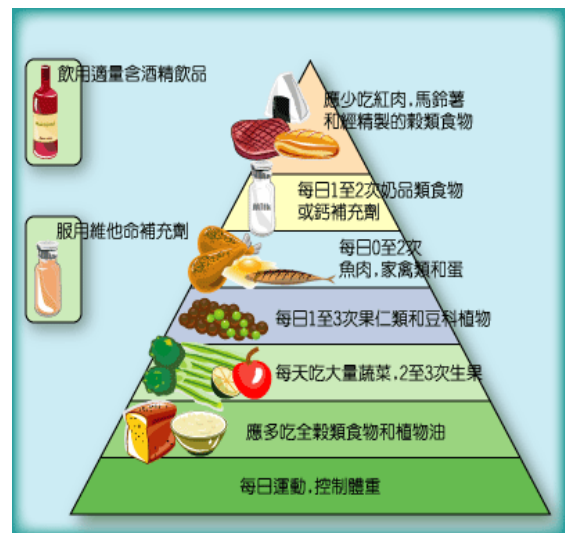 飲用適量含酒精飲品
應少吃紅肉.馬鈴薯
和經精製的穀類食物
每日1至2次奶品類食物
或鈣補充劑
服用維他命補充劑
每日0至2次
魚肉.家禽類和蛋
每日1至3次果仁類和豆科植物
每天吃大量蔬菜.2至3次生果
應多吃全穀類食物和植物油
每日運動.控制體重